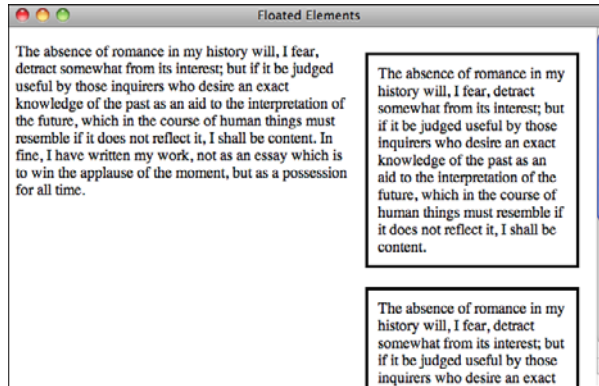 Floated Elements
The absence of romance in my history will, I fear,
detract somewhat from its interest; but if it be judged
useful by those inquirers who desire an exact
knowledge of the past as an aid to the interpretation of
the future, which in the course of human things must
resemble if it does not reflect it, I shall be content. In
fine, I have written my work, not as an essay which is
to win the applause of the moment, but as a possession
for all time.
The absence of romance in my
history will, I fear, detract
somewhat from its interest; but
if it be judged useful by those
inquirers who desire an exact
knowledge of the past as an
aid to the interpretation of the
future, which in the course of
human things must resemble if
it does not reflect it, I shall be
content.
The absence of romance in my
history will, I fear, detract
somewhat from its interest; but
if it be judged useful by those
inquirers who desire an exact